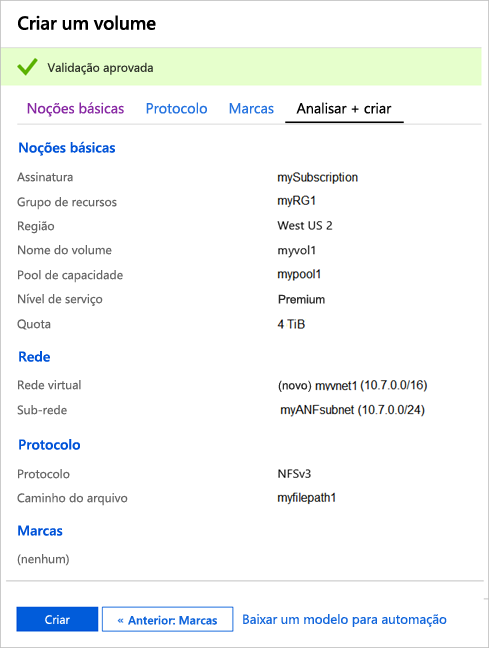 Criar um volume
Validação aprovada
Noções básicas Protocolo Marcas Analisar + criar
Noções básicas
Assinatura mySubscription
Grupo de recursos myRG1
Região West US 2
Nome do volume myvol1
Pool de capacidade mypool1
Nível de serviço Premium
Quota 4 TiB
Rede
Rede virtual (novo) myvnet1 (10.7.0.0/16)
Sub-rede myANFsubnet (10.7.0.0/24)
Protocolo
Protocolo NFSv3
Caminho do arquivo myfilepath1
Marcas
(nenhum)
Criar « Anterior: Marcas Baixar um modelo para automação